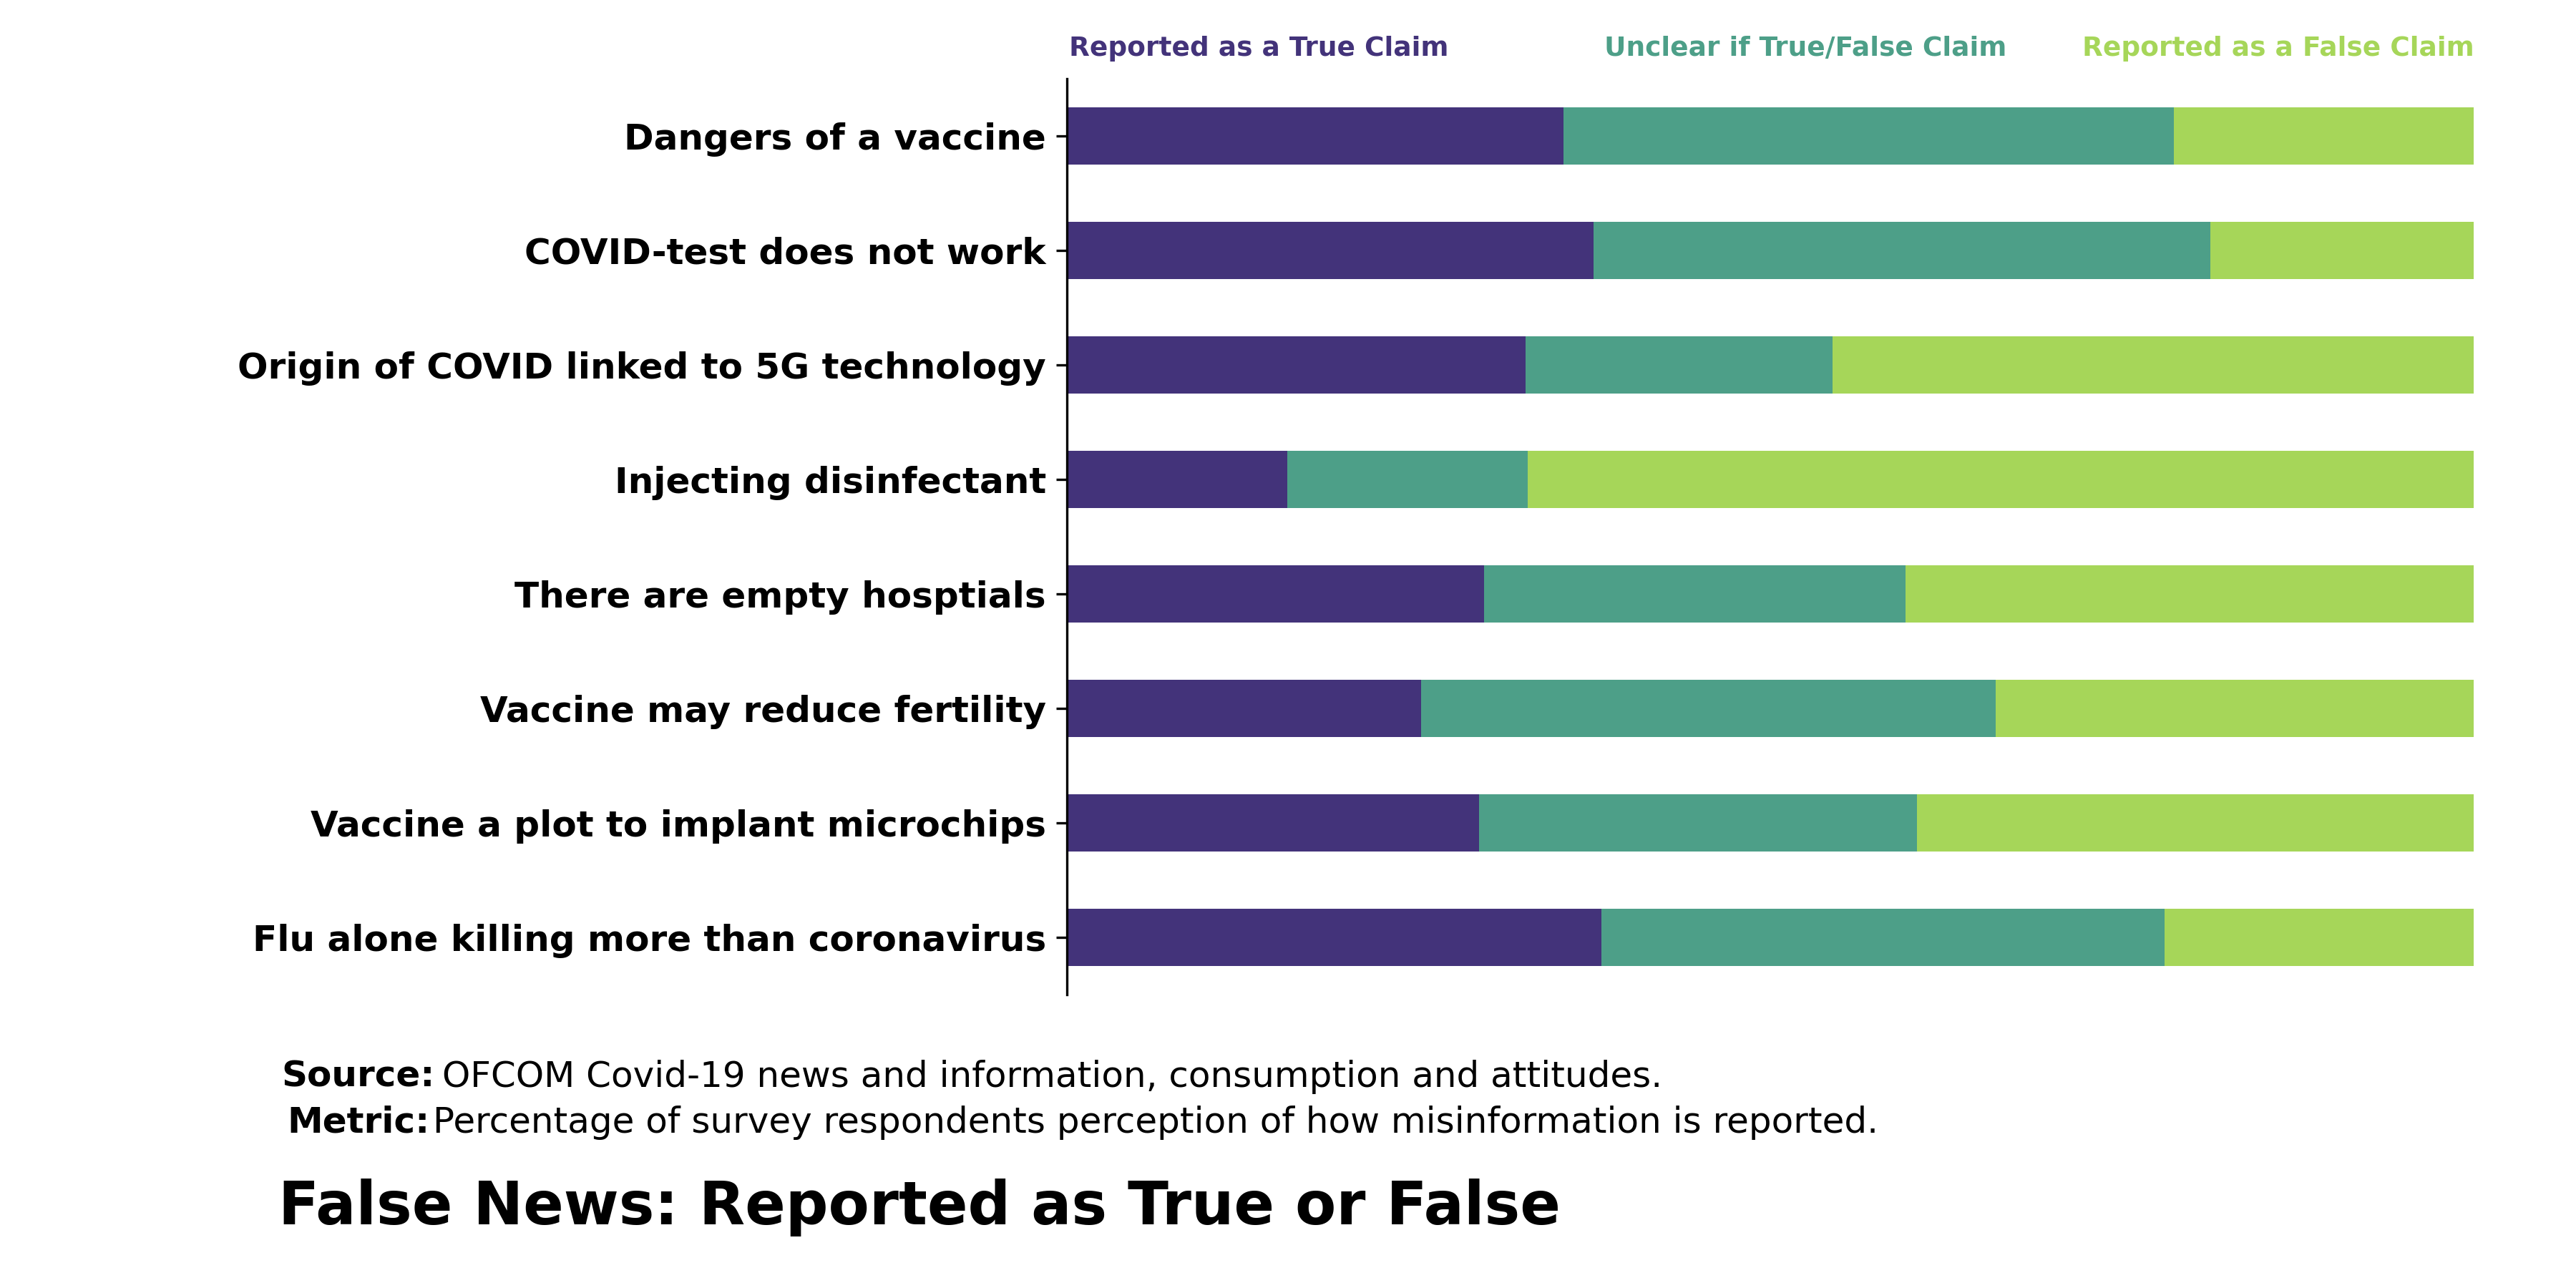 Reported as a True Claim Unclear if True/False Claim Reported as a False Claim
Dangers of a vaccine
COVID-test does not work
Origin of COVID linked to 5G technology
Injecting disinfectant
There are empty hosptials
Vaccine may reduce fertility
Vaccine a plot to implant microchips
Flu alone killing more than coronavirus
Source: OFCOM Covid-19 news and information, consumption and attitudes.
Metric: Percentage of survey respondents perception of how misinformation is reported.
False News: Reported as True or False